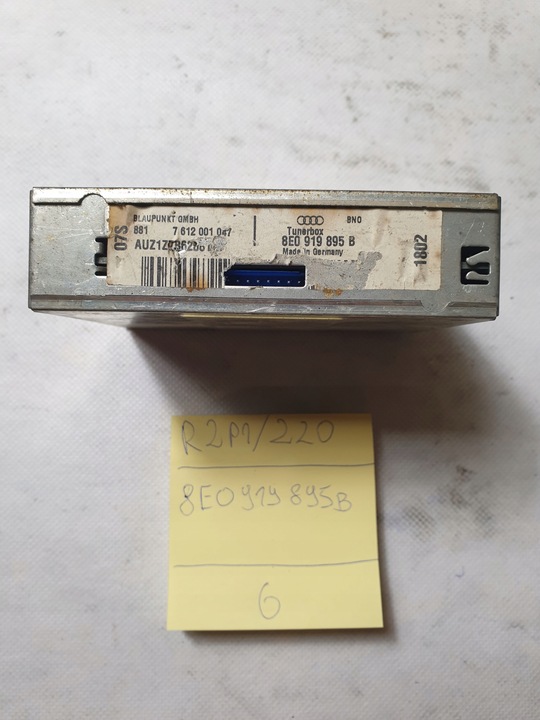 07S
BLAUPUNKT GMBH
881 7 612 001 047
BNO
Tunerbox
8E0 919 895 B
Made in Germany
1802
R2P1/220
8E0919895B
6